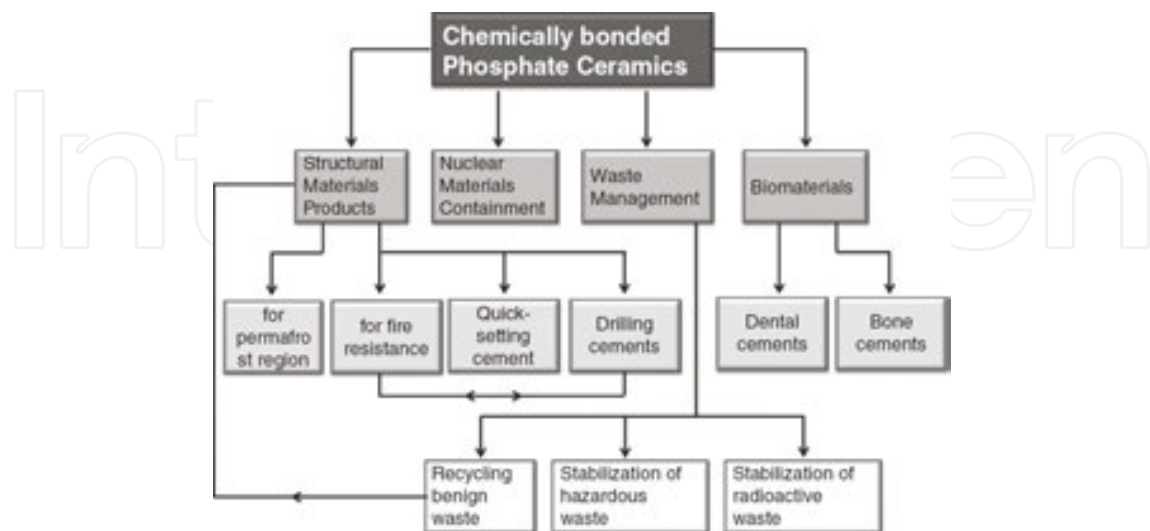 Chemically bonded
Phosphate Ceramics
Structural
Materials
Products
Nuclear
Materials
Containment
Waste
Management
Biomaterials
for
permafro
st region
for fire
resistance
Quick-
setting
cement
Drilling
cements
Dental
cements
Bone
cements
Recycling
benign
waste
Stabilization of
hazardous
waste
Stabilization of
radioactive
waste